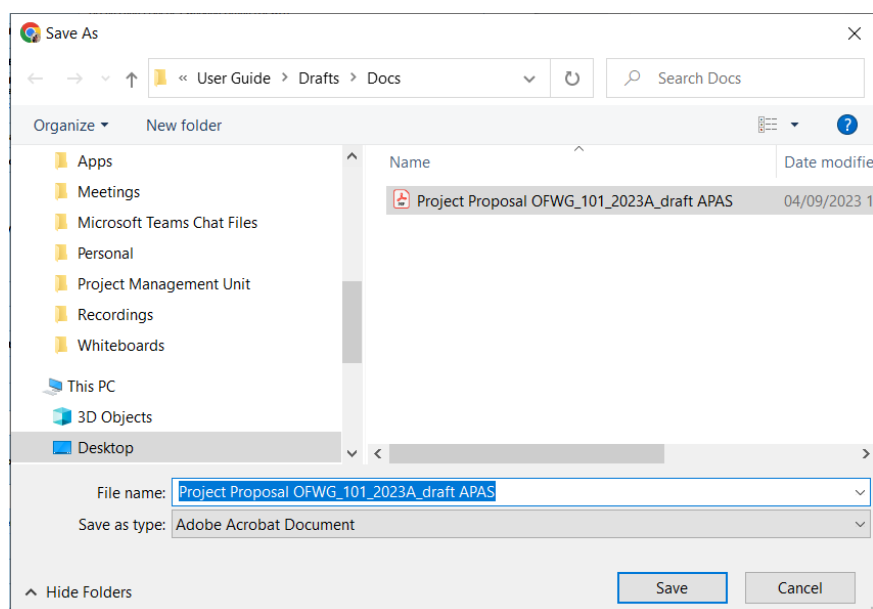 Save As
« User Guide > Drafts > Docs
Search Docs
Organize
New folder
Apps
Meetings
Microsoft Teams Chat Files
Personal
Project Management Unit
Recordings
Whiteboards
This PC
3D Objects
Desktop
Name
Date modifie
Project Proposal OFWG_101_2023A_draft APAS
04/09/2023 1
File name: Project Proposal OFWG_101_2023A_draft APAS
Save as type: Adobe Acrobat Document
Hide Folders
Save
Cancel